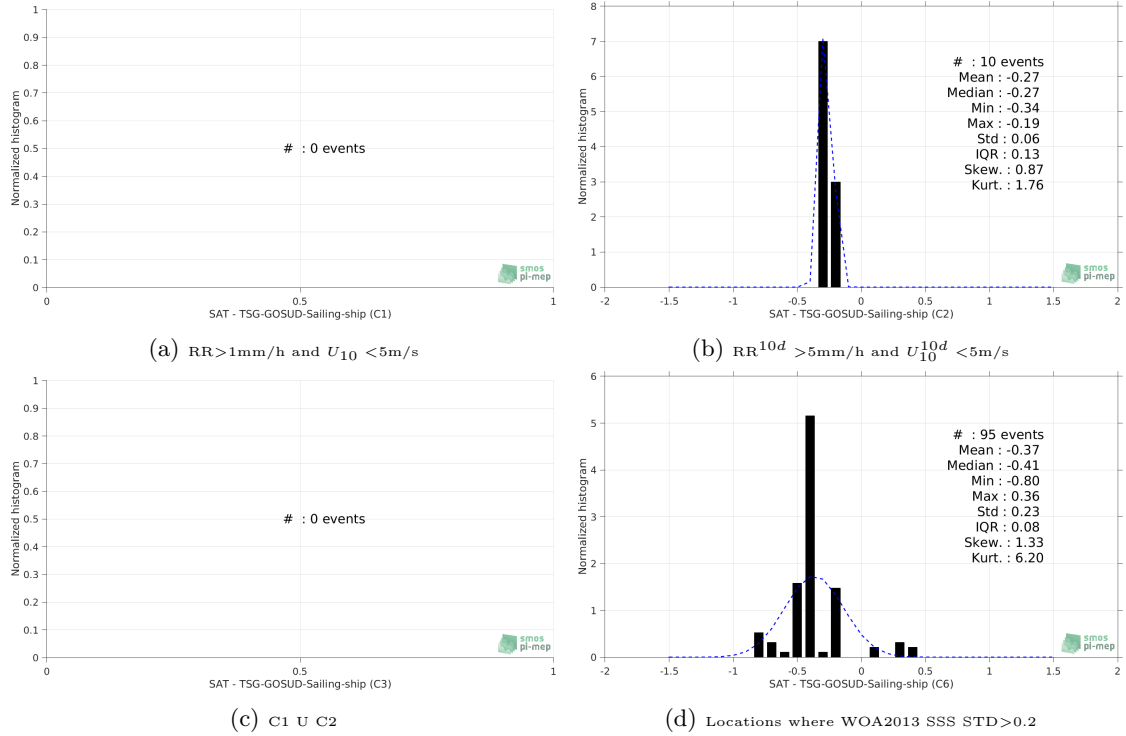 1
0.9
0.8
0.7
0.6
0.5
0.4
0.3
0.2
0.1
0
Normalized histogram
# : 0 events
smos
pi-mep
0 0.5 1
SAT - TSG-GOSUD-Sailing-ship (C1)
(a) RR>1mm/h and U10 <5m/s
8
7
6
5
4
3
2
1
0
Normalized histogram
# : 10 events
Mean : -0.27
Median : -0.27
Min : -0.34
Max : -0.19
Std : 0.06
IQR : 0.13
Skew. : 0.87
Kurt. : 1.76
smos
pi-mep
-2 -1.5 -1 -0.5 0 0.5 1 1.5 2
SAT - TSG-GOSUD-Sailing-ship (C2)
(b) RR^10d >5mm/h and U10^10d <5m/s
1
0.9
0.8
0.7
0.6
0.5
0.4
0.3
0.2
0.1
0
Normalized histogram
# : 0 events
smos
pi-mep
0 0.5 1
SAT - TSG-GOSUD-Sailing-ship (C3)
(c) C1 U C2
6
5
4
3
2
1
0
Normalized histogram
# : 95 events
Mean : -0.37
Median : -0.41
Min : -0.80
Max : 0.36
Std : 0.23
IQR : 0.08
Skew. : 1.33
Kurt. : 6.20
smos
pi-mep
-2 -1.5 -1 -0.5 0 0.5 1 1.5 2
SAT - TSG-GOSUD-Sailing-ship (C6)
(d) Locations where WOA2013 SSS STD>0.2